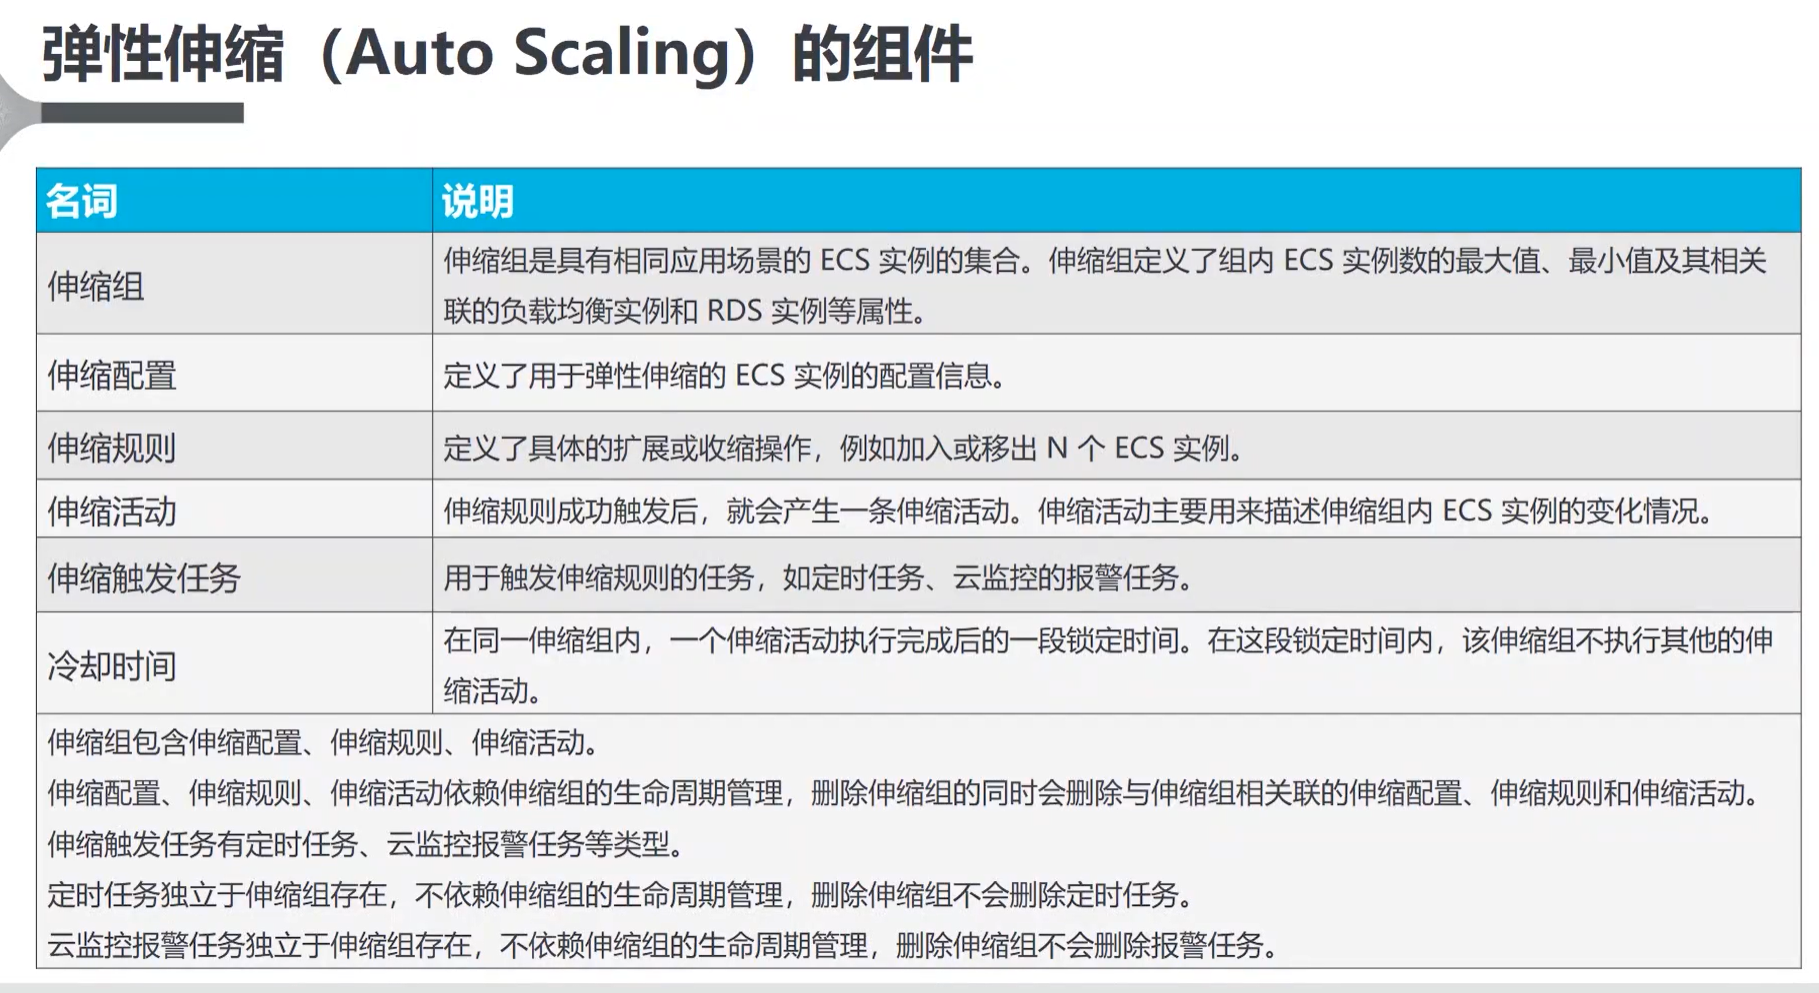 弹性伸缩（Auto Scaling）的组件
名词
说明
伸缩组
伸缩组是具有相同应用场景的 ECS 实例的集合。伸缩组定义了组内 ECS 实例数的最大值、最小值及其相关
联的负载均衡实例和 RDS 实例等属性。
伸缩配置
定义了用于弹性伸缩的 ECS 实例的配置信息。
伸缩规则
定义了具体的扩展或收缩操作，例如加入或移出 N 个 ECS 实例。
伸缩活动
伸缩规则成功触发后，就会产生一条伸缩活动。伸缩活动主要用来描述伸缩组内 ECS 实例的变化情况。
伸缩触发任务
用于触发伸缩规则的任务，如定时任务、云监控的报警任务。
冷却时间
在同一伸缩组内，一个伸缩活动执行完成后的一段锁定时间。在这段锁定时间内，该伸缩组不执行其他的伸
缩活动。
伸缩组包含伸缩配置、伸缩规则、伸缩活动。
伸缩配置、伸缩规则、伸缩活动依赖伸缩组的生命周期管理，删除伸缩组的同时会删除与伸缩组相关联的伸缩配置、伸缩规则和伸缩活动。
伸缩触发任务有定时任务、云监控报警任务等类型。
定时任务独立于伸缩组存在，不依赖伸缩组的生命周期管理，删除伸缩组不会删除定时任务。
云监控报警任务独立于伸缩组存在，不依赖伸缩组的生命周期管理，删除伸缩组不会删除报警任务。